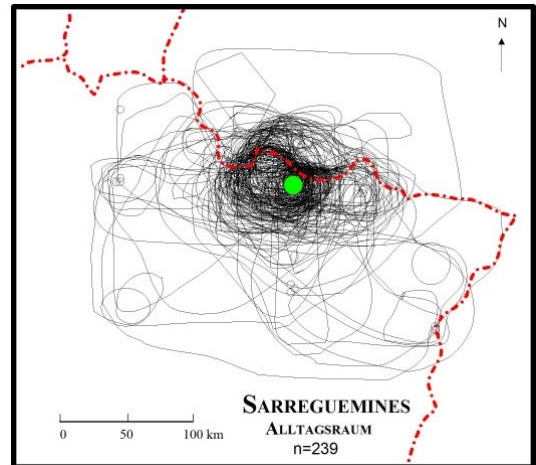 N
SARREGUEMINES
ALLTAGSRAUM
n=239
0 50 100 km